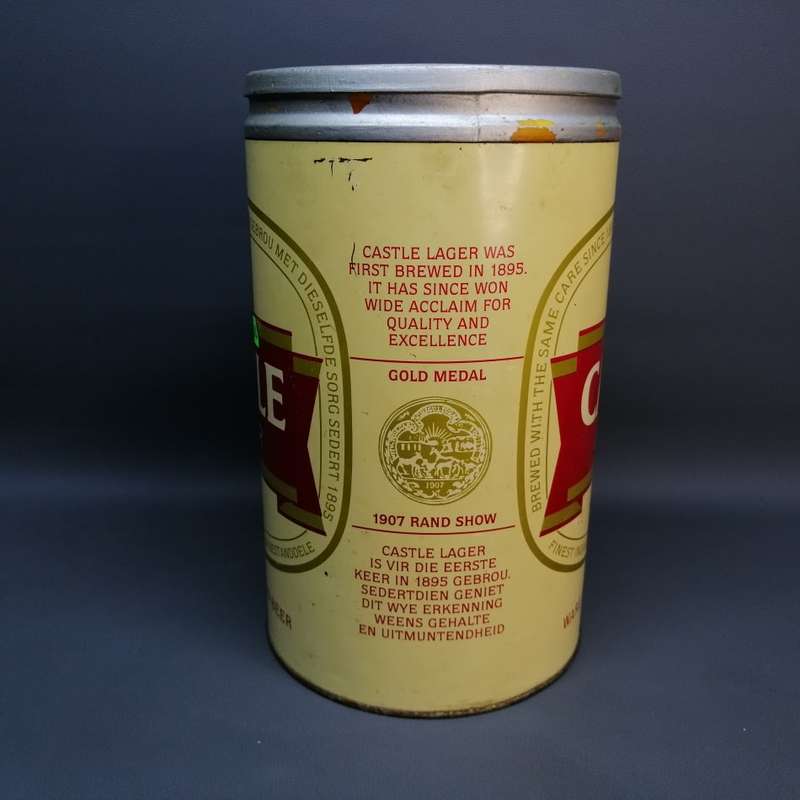 CASTLE LAGER WAS
FIRST BREWED IN 1895.
IT HAS SINCE WON
WIDE ACCLAIM FOR
QUALITY AND
EXCELLENCE
GOLD MEDAL
1907
1907 RAND SHOW
CASTLE LAGER
IS VIR DIE EERSTE
KEER IN 1895 GEBROU.
SEDERTDIEN GENIET
DIT WYE ERKENNING
WEENS GEHALTE
EN UITMUNTENDHEID
GEBROU MET DIESELFDE SORG SEDERT 1895
LE
BREWED WITH THE SAME CARE SINCE
C
FINEST